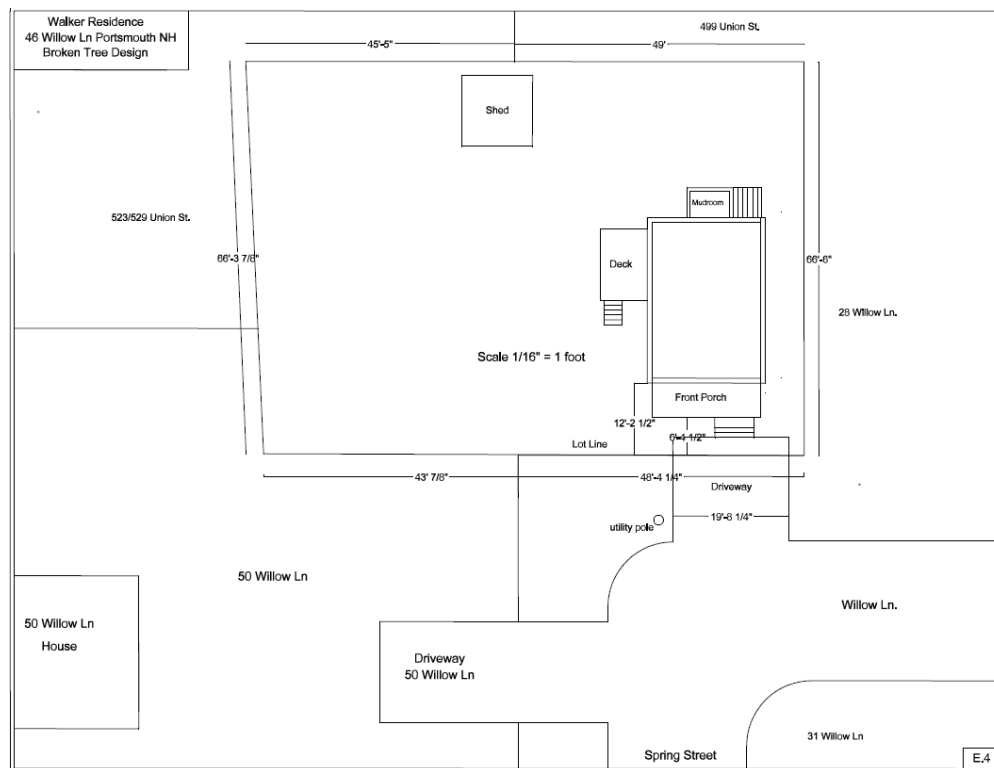 Walker Residence
46 Willow Ln Portsmouth NH
Broken Tree Design
499 Union St.
45'-5"
49'
Shed
Mudroom
523/529 Union St.
66'-3 7/8"
Deck
66'-6"
28 Willow Ln.
Scale 1/16" = 1 foot
Front Porch
12'-2 1/2"
6'-4 1/2"
Lot Line
43' 7/8"
48'-4 1/4"
Driveway
19'-8 1/4"
utility pole
50 Willow Ln
Willow Ln.
50 Willow Ln
House
Driveway
50 Willow Ln
31 Willow Ln
Spring Street
E.4